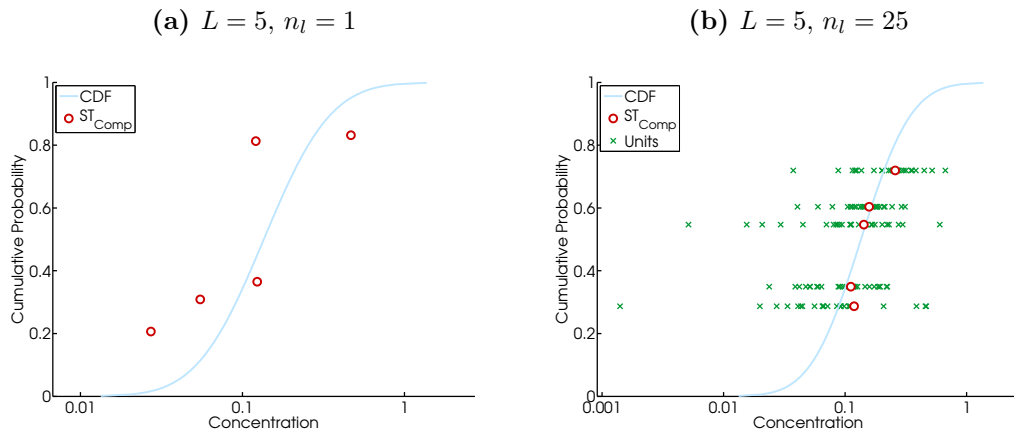 (a) L = 5, n_l = 1
1
0.8
0.6
0.4
0.2
0
Cumulative Probability
CDF
ST_Comp
0.01 0.1 1
Concentration
(b) L = 5, n_l = 25
1
0.8
0.6
0.4
0.2
0
Cumulative Probability
CDF
ST_Comp
Units
0.001 0.01 0.1 1
Concentration